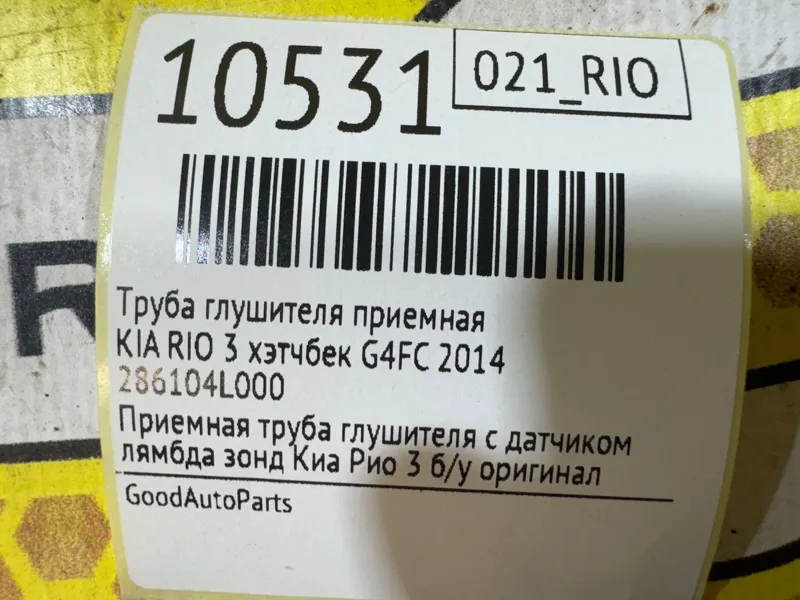 10531
021_RIO
Труба глушителя приемная
KIA RIO 3 хэтчбек G4FC 2014
286104L000
Приемная труба глушителя с датчиком
лямбда зонд Киа Рио 3 б/у оригинал
GoodAutoParts
R